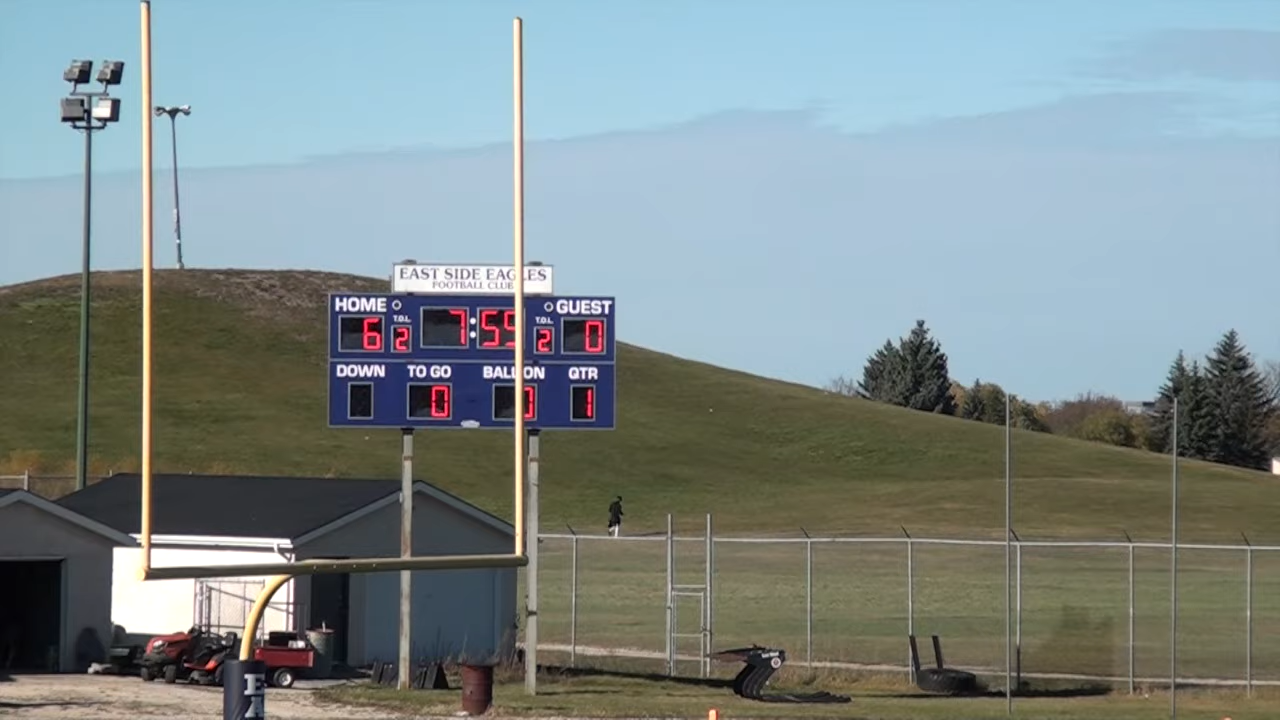 EAST SIDE EAGLES
FOOTBALL CLUB
HOME GUEST
T.O.L. T.O.L.
6 2 7:55 2 0
DOWN TO GO BALL ON QTR
0 0 1